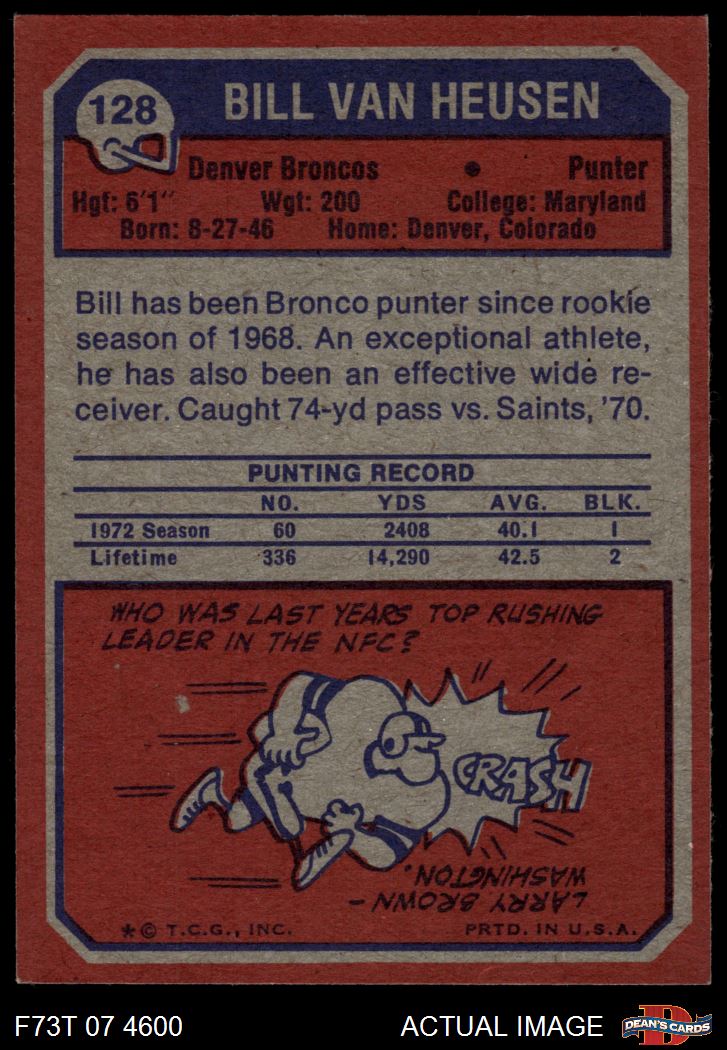 128
BILL VAN HEUSEN
Denver Broncos • Punter
Hgt: 6'1" Wgt: 200 College: Maryland
Born: 8-27-46 Home: Denver, Colorado
Bill has been Bronco punter since rookie
season of 1968. An exceptional athlete,
he has also been an effective wide re-
ceiver. Caught 74-yd pass vs. Saints, '70.
PUNTING RECORD
NO. YDS AVG. BLK.
1972 Season 60 2408 40.1 1
Lifetime 336 14,290 42.5 2
WHO WAS LAST YEARS TOP RUSHING
LEADER IN THE NFC?
CRASH
LARRY BROWN –
WASHINGTON.
*© T.C.G., INC. PRTD. IN U.S.A.
F73T 07 4600 ACTUAL IMAGE
D
DEAN'S CARDS